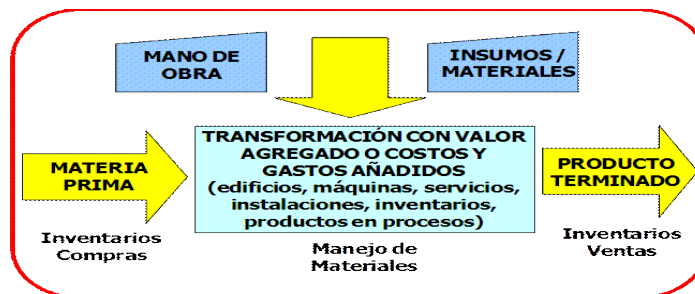 MANO DE
OBRA
INSUMOS /
MATERIALES
MATERIA
PRIMA
Inventarios
Compras
TRANSFORMACIÓN CON VALOR
AGREGADO O COSTOS Y
GASTOS AÑADIDOS
(edificios, máquinas, servicios,
instalaciones, inventarios,
productos en procesos)
Manejo de
Materiales
PRODUCTO
TERMINADO
Inventarios
Ventas